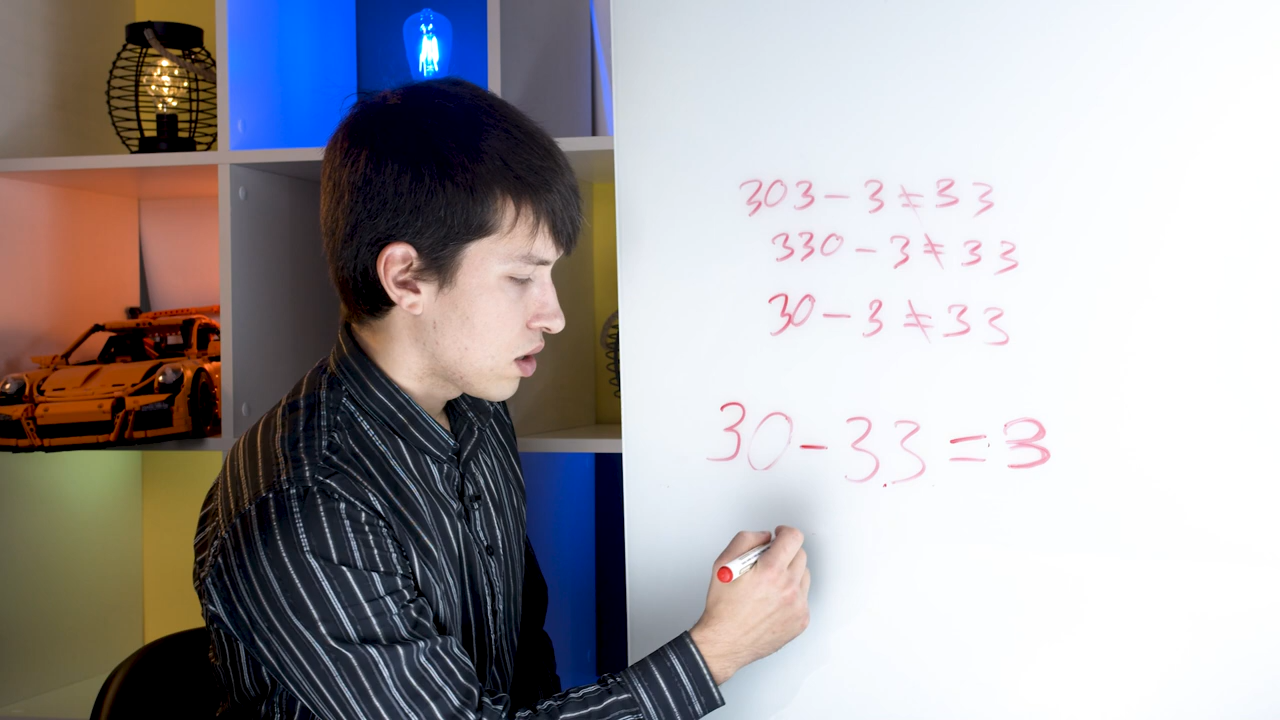 303 - 3 ≠ 33
330 - 3 ≠ 33
30 - 3 ≠ 33
30 - 33 = 3